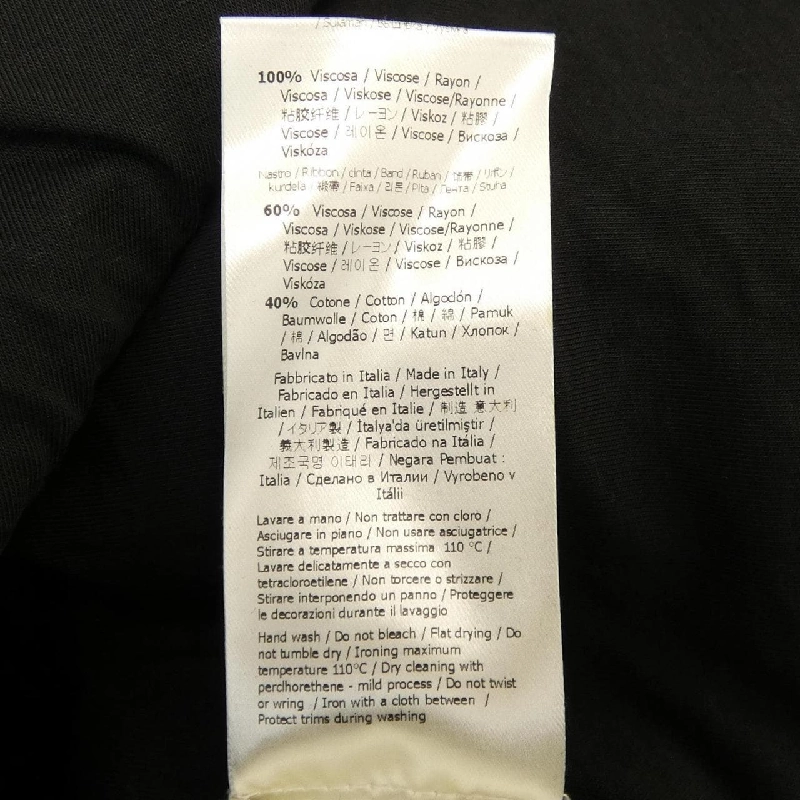 / Sulaman /
100% Viscosa / Viscose / Rayon /
Viscosa / Viskose / Viscose/Rayonne /
粘胶纤维 / レーヨン / Viskoz / 粘膠 /
Viscose / 레이온 / Viscose / Вискоза /
Viskóza
Nastro / Ribbon / cinta / Band / Ruban / 饰带 / リボン /
kurdela / 緞帶 / Faixa / 리본 / Pita / Лента / Stuha
60% Viscosa / Viscose / Rayon /
Viscosa / Viskose / Viscose/Rayonne /
粘胶纤维 / レーヨン / Viskoz / 粘膠 /
Viscose / 레이온 / Viscose / Вискоза /
Viskóza
40% Cotone / Cotton / Algodón /
Baumwolle / Coton / 棉 / 綿 / Pamuk
/ 棉 / Algodão / 면 / Katun / Хлопок /
Bavlna
Fabbricato in Italia / Made in Italy /
Fabricado en Italia / Hergestellt in
Italien / Fabriqué en Italie / 制造 意大利
/ イタリア製 / İtalya'da üretilmiştir /
義大利製造 / Fabricado na Itália /
제조국명 이태리 / Negara Pembuat :
Italia / Сделано в Италии / Vyrobeno v
Itálii
Lavare a mano / Non trattare con cloro /
Asciugare in piano / Non usare asciugatrice /
Stirare a temperatura massima 110 °C /
Lavare delicatamente a secco con
tetracloroetilene / Non torcere o strizzare /
Stirare interponendo un panno / Proteggere
le decorazioni durante il lavaggio
Hand wash / Do not bleach / Flat drying / Do
not tumble dry / Ironing maximum
temperature 110°C / Dry cleaning with
perclhorethene - mild process / Do not twist
or wring / Iron with a cloth between /
Protect trims during washing